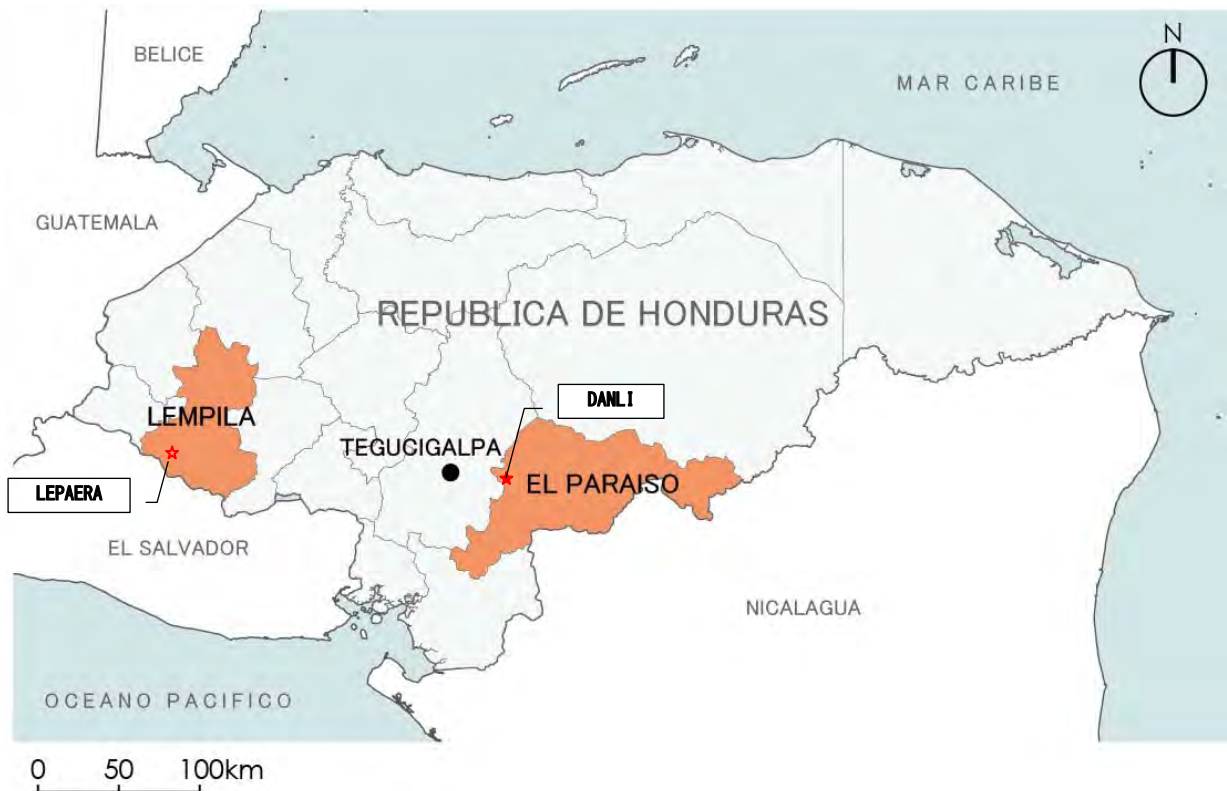 BELICE
N
MAR CARIBE
GUATEMALA
REPUBLICA DE HONDURAS
DANLI
LEMPILA
TEGUCIGALPA
EL PARAISO
LEPAERA
EL SALVADOR
NICALAGUA
OCEANO PACIFICO
0 50 100km